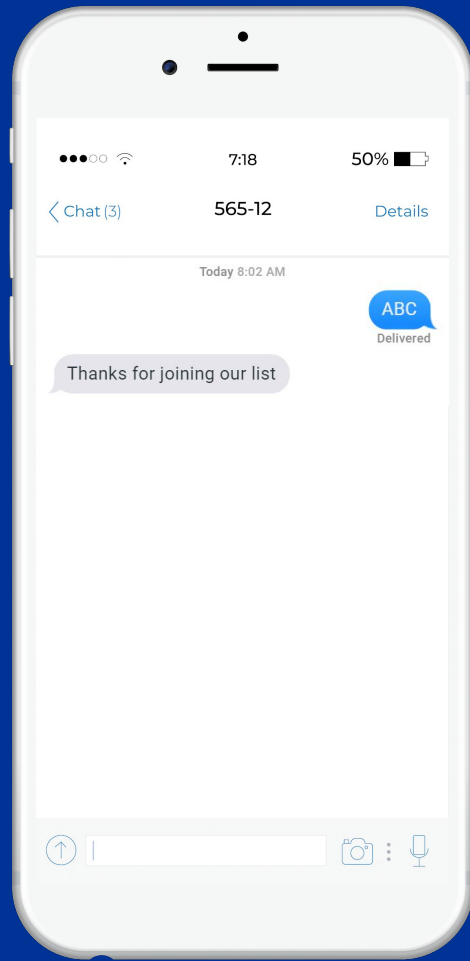 7:18 50%
Chat (3) 565-12 Details
Today 8:02 AM
ABC
Delivered
Thanks for joining our list